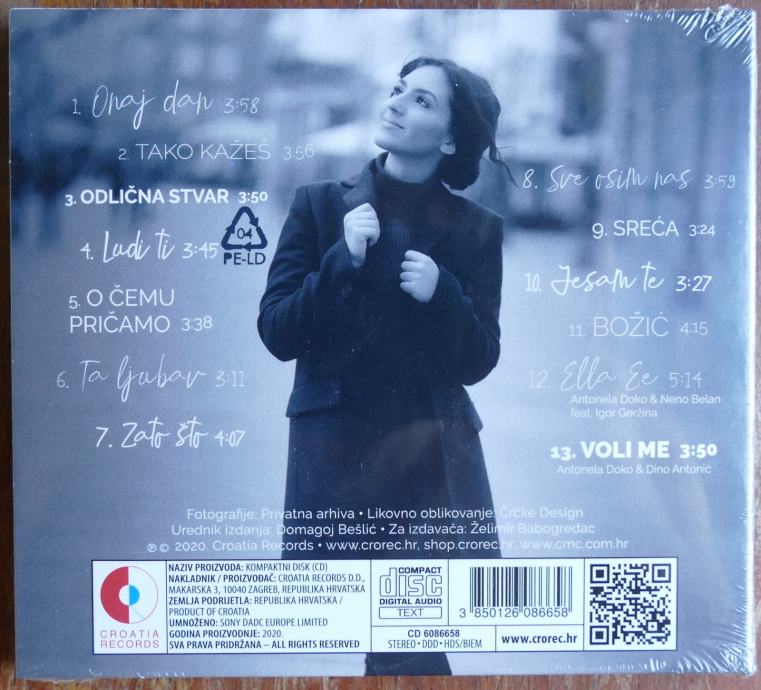 1. Onaj dan 3:58
2. TAKO KAŽEŠ 3:56
3. ODLIČNA STVAR 3:50
4. Ludi ti 3:45
04
PE-LD
5. O ČEMU
PRIČAMO 3:38
6. Ta ljubav 3:11
7. Zato što 4:07
8. Sve osim nas 3:59
9. SREĆA 3:24
10. Jesam te 3:27
11. BOŽIĆ 4:15
12. Ella Ee 5:14
Antonela Doko & Neno Belan
feat. Igor Geržina
13. VOLI ME 3:50
Antonela Doko & Dino Antonić
Fotografije: Privatna arhiva • Likovno oblikovanje: Črčke Design
Urednik izdanja: Domagoj Bešlić • Za izdavača: Želimir Babogredac
℗ © 2020. Croatia Records • www.crorec.hr, shop.crorec.hr, www.cmc.com.hr
CROATIA
RECORDS
NAZIV PROIZVODA: KOMPAKTNI DISK (CD)
NAKLADNIK / PROIZVOĐAČ: CROATIA RECORDS D.D.,
MAKARSKA 3, 10040 ZAGREB, REPUBLIKA HRVATSKA
ZEMLJA PODRIJETLA: REPUBLIKA HRVATSKA /
PRODUCT OF CROATIA
UMNOŽENO: SONY DADC EUROPE LIMITED
GODINA PROIZVODNJE: 2020.
SVA PRAVA PRIDRŽANA – ALL RIGHTS RESERVED
COMPACT
disc
DIGITAL AUDIO
TEXT
CD 6086658
STEREO • DDD • HDS/BIEM
3 850126 086658
www.crorec.hr